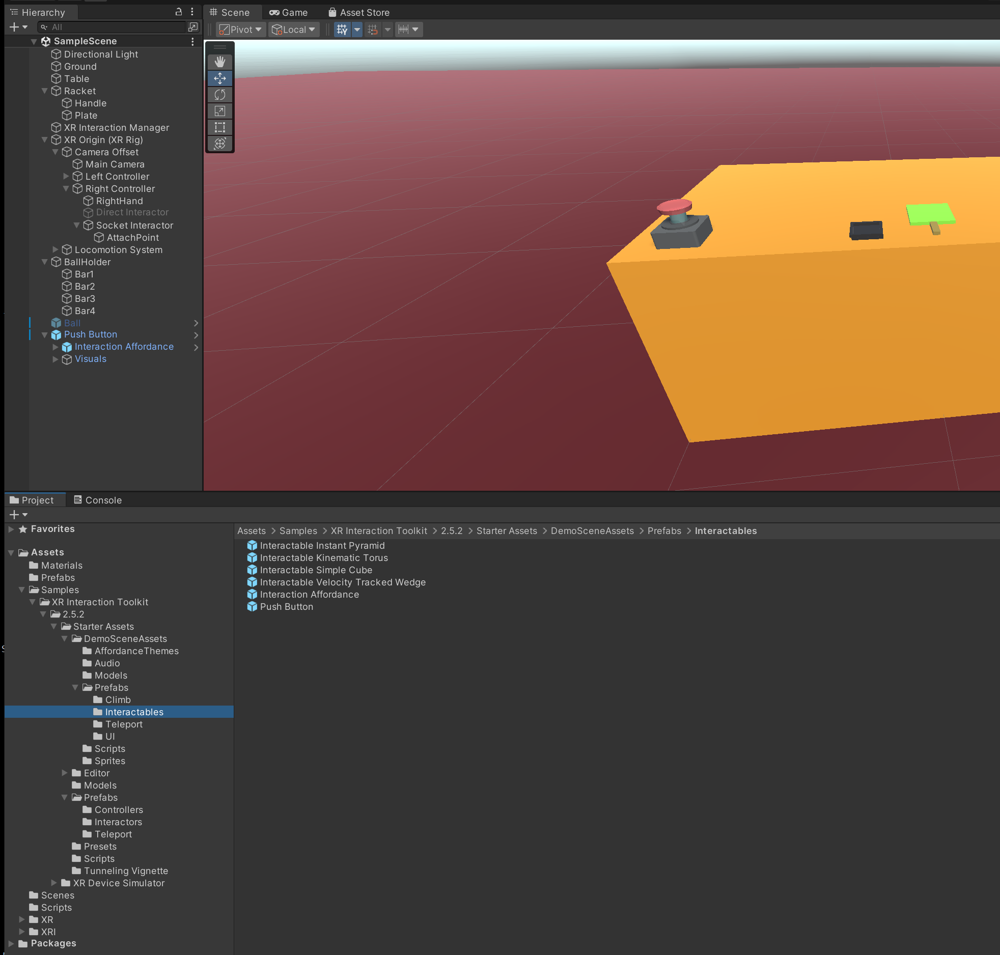 Hierarchy
All
SampleScene
Directional Light
Ground
Table
Racket
Handle
Plate
XR Interaction Manager
XR Origin (XR Rig)
Camera Offset
Main Camera
Left Controller
Right Controller
RightHand
Direct Interactor
Socket Interactor
AttachPoint
Locomotion System
BallHolder
Bar1
Bar2
Bar3
Bar4
Ball
Push Button
Interaction Affordance
Visuals
Scene Game Asset Store
Pivot Local
Project Console
Favorites
Assets
Materials
Prefabs
Samples
XR Interaction Toolkit
2.5.2
Starter Assets
DemoSceneAssets
AffordanceThemes
Audio
Models
Prefabs
Climb
Interactables
Teleport
UI
Scripts
Sprites
Editor
Models
Prefabs
Controllers
Interactors
Teleport
Presets
Scripts
Tunneling Vignette
XR Device Simulator
Scenes
Scripts
XR
XRI
Packages
Assets > Samples > XR Interaction Toolkit > 2.5.2 > Starter Assets > DemoSceneAssets > Prefabs > Interactables
Interactable Instant Pyramid
Interactable Kinematic Torus
Interactable Simple Cube
Interactable Velocity Tracked Wedge
Interaction Affordance
Push Button